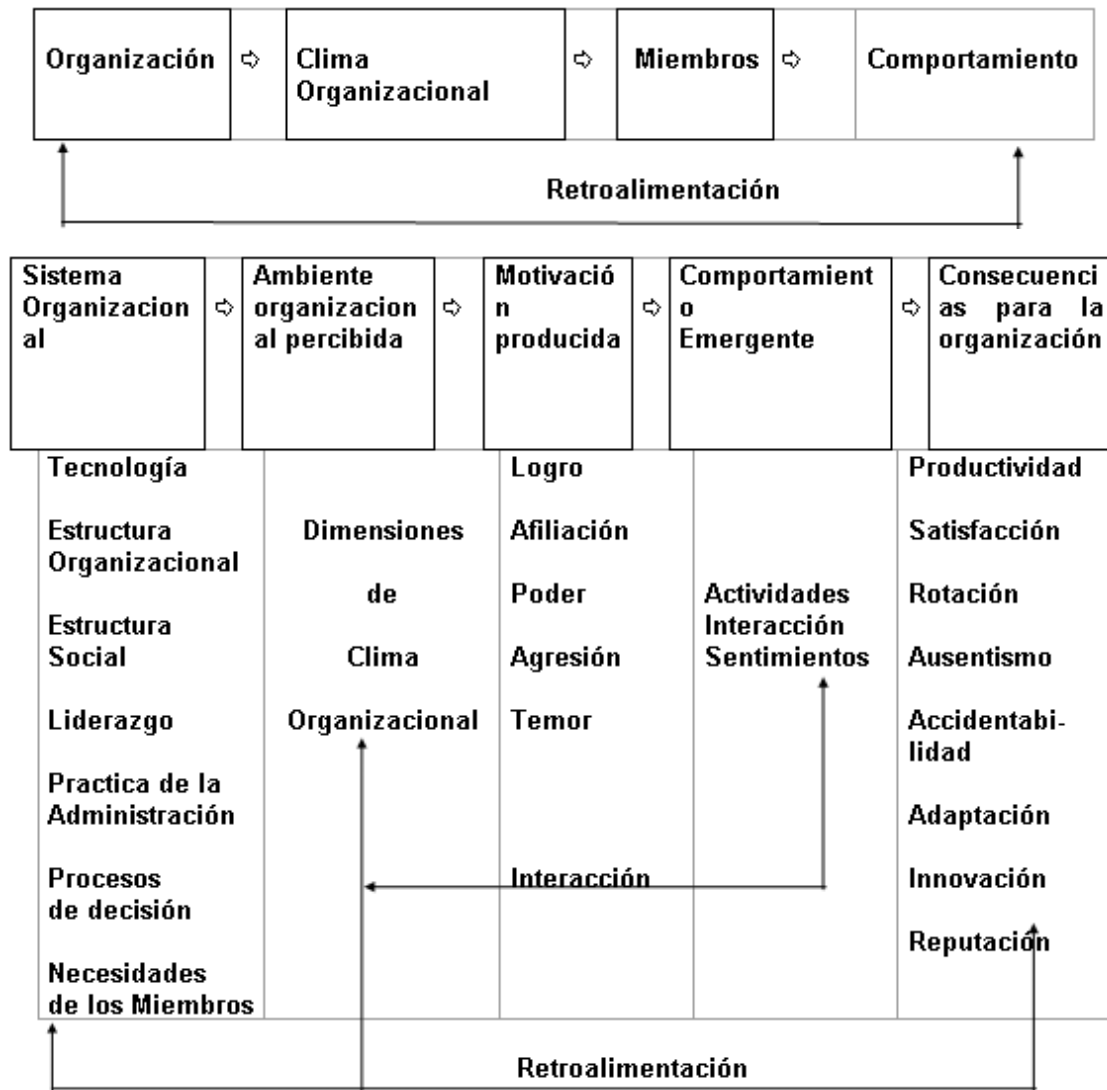 Organización ⇨ Clima ⇨ Miembros ⇨ Comportamiento
Organizacional
Retroalimentación
Sistema
Organizacion
al
⇨
Ambiente
organizacion
al percibida
⇨
Motivació
n
producida
⇨
Comportamient
o
Emergente
⇨
Consecuenci
as para la
organización
Tecnología
Estructura
Organizacional
Estructura
Social
Liderazgo
Practica de la
Administración
Procesos
de decisión
Necesidades
de los Miembros
Dimensiones
de
Clima
Organizacional
Logro
Afiliación
Poder
Agresión
Temor
Interacción
Actividades
Interacción
Sentimientos
Productividad
Satisfacción
Rotación
Ausentismo
Accidentabi-
lidad
Adaptación
Innovación
Reputación
Retroalimentación